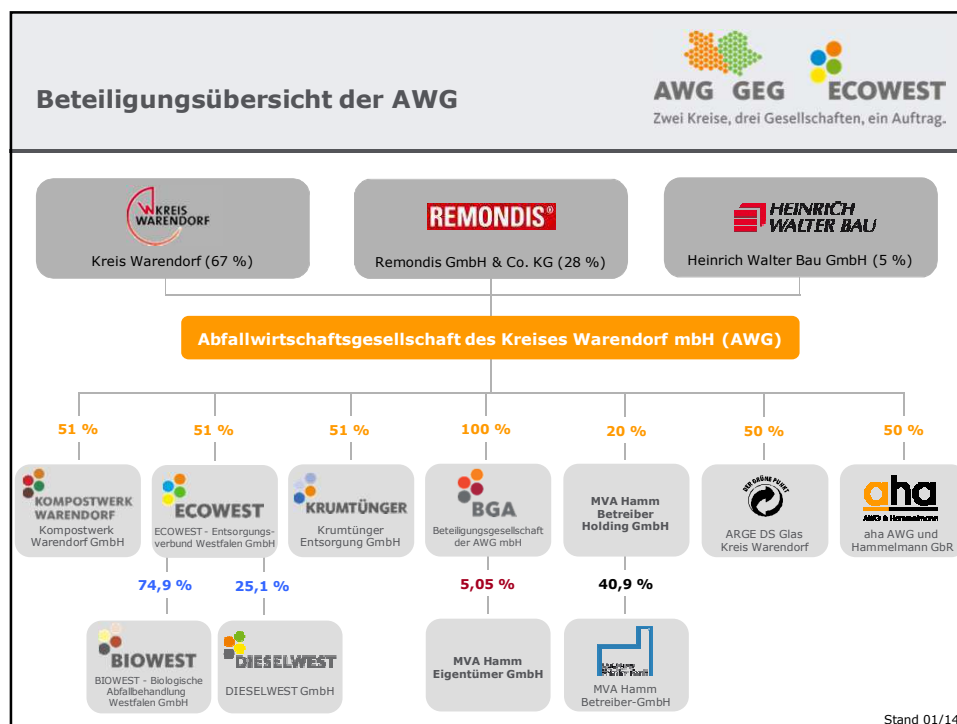 Beteiligungsübersicht der AWG
AWG GEG ECOWEST
Zwei Kreise, drei Gesellschaften, ein Auftrag.
KREIS
WARENDORF
Kreis Warendorf (67 %)
REMONDIS®
Remondis GmbH & Co. KG (28 %)
HEINRICH
WALTER BAU
Heinrich Walter Bau GmbH (5 %)
Abfallwirtschaftsgesellschaft des Kreises Warendorf mbH (AWG)
51 %
51 %
51 %
100 %
20 %
50 %
50 %
KOMPOSTWERK
WARENDORF
Kompostwerk
Warendorf GmbH
ECOWEST
ECOWEST - Entsorgungs-
verbund Westfalen GmbH
KRUMTÜNGER
Krumtünger
Entsorgung GmbH
BGA
Beteiligungsgesellschaft
der AWG mbH
MVA Hamm
Betreiber
Holding GmbH
DER GRÜNE PUNKT
ARGE DS Glas
Kreis Warendorf
aha
AWG & Hammelmann
aha AWG und
Hammelmann GbR
74,9 %
25,1 %
5,05 %
40,9 %
BIOWEST
BIOWEST - Biologische
Abfallbehandlung
Westfalen GmbH
DIESELWEST
DIESELWEST GmbH
MVA Hamm
Eigentümer GmbH
MVA Hamm
Betreiber-GmbH
Stand 01/14